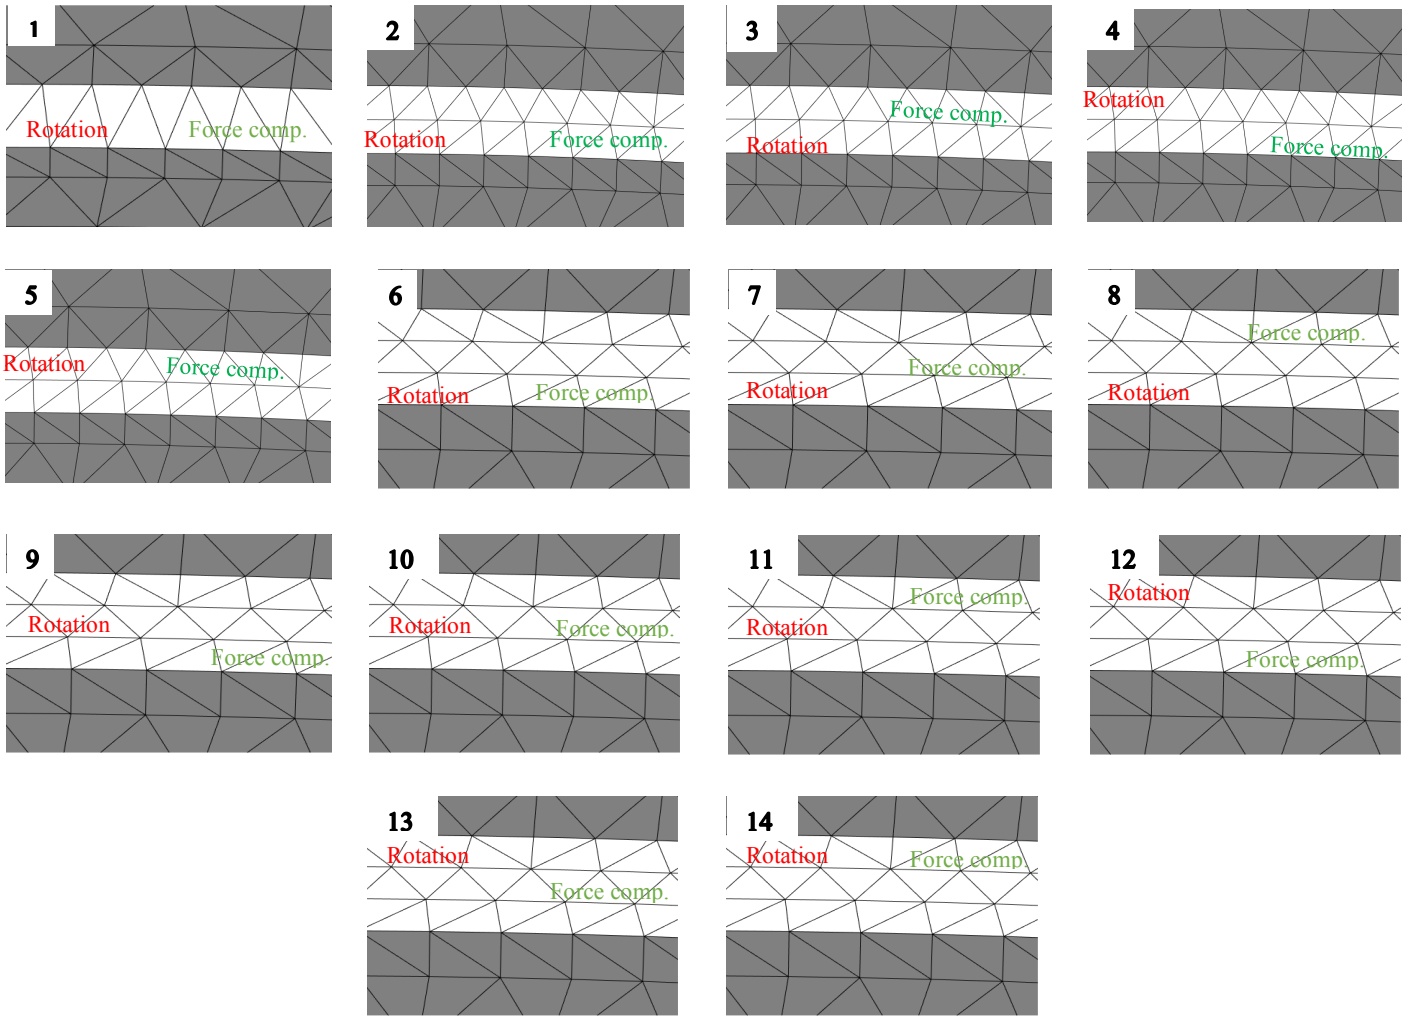 1
Rotation Force comp.
2
Rotation Force comp.
3
Force comp.
Rotation
4
Rotation
Force comp.
5
Rotation Force comp.
6
Rotation Force comp.
7
Force comp.
Rotation
8
Force comp.
Rotation
9
Rotation
Force comp.
10
Rotation Force comp.
11
Force comp.
Rotation
12
Rotation
Force comp.
13
Rotation
Force comp.
14
Rotation Force comp.